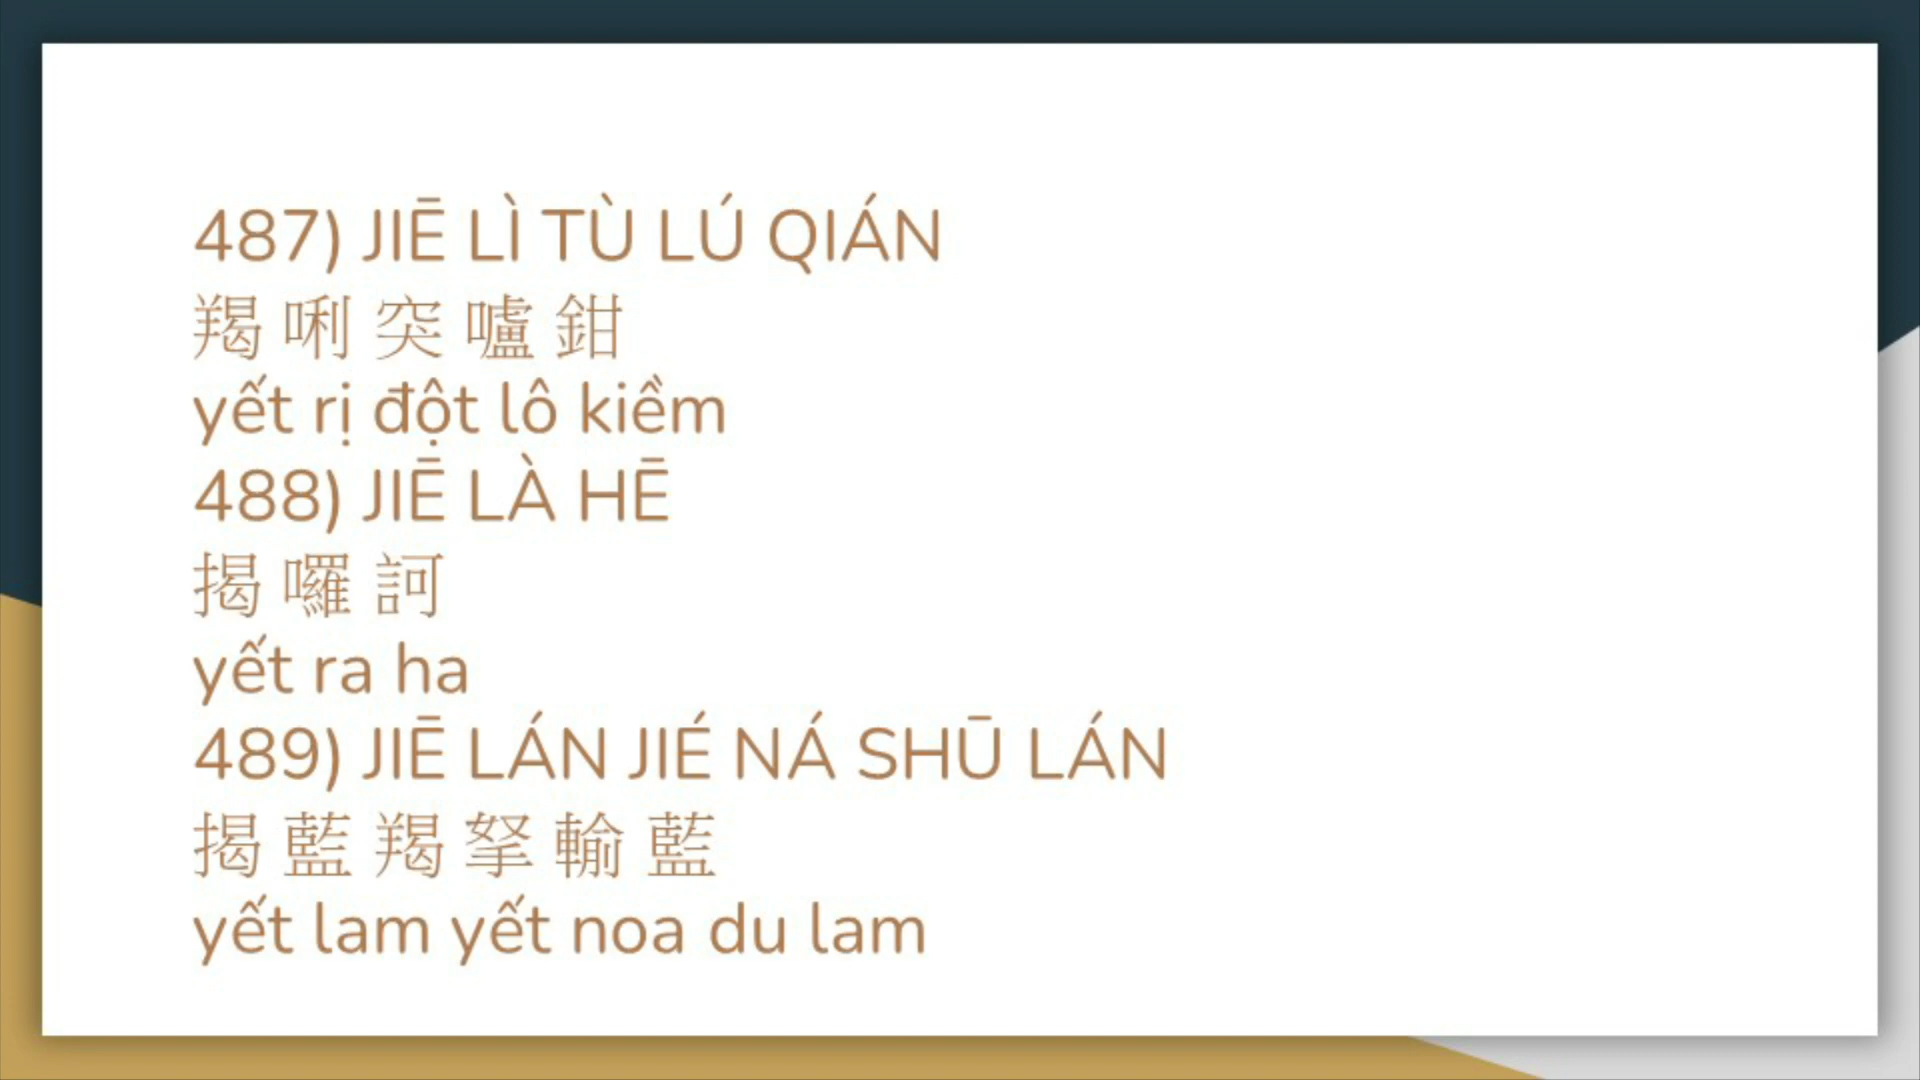 487) JIĒ LÌ TÙ LÚ QIÁN
羯 唎 突 嚧 鉗
yết rị đột lô kiềm
488) JIĒ LÀ HĒ
揭 囉 訶
yết ra ha
489) JIĒ LÁN JIÉ NÁ SHŪ LÁN
揭 藍 羯 拏 輸 藍
yết lam yết noa du lam